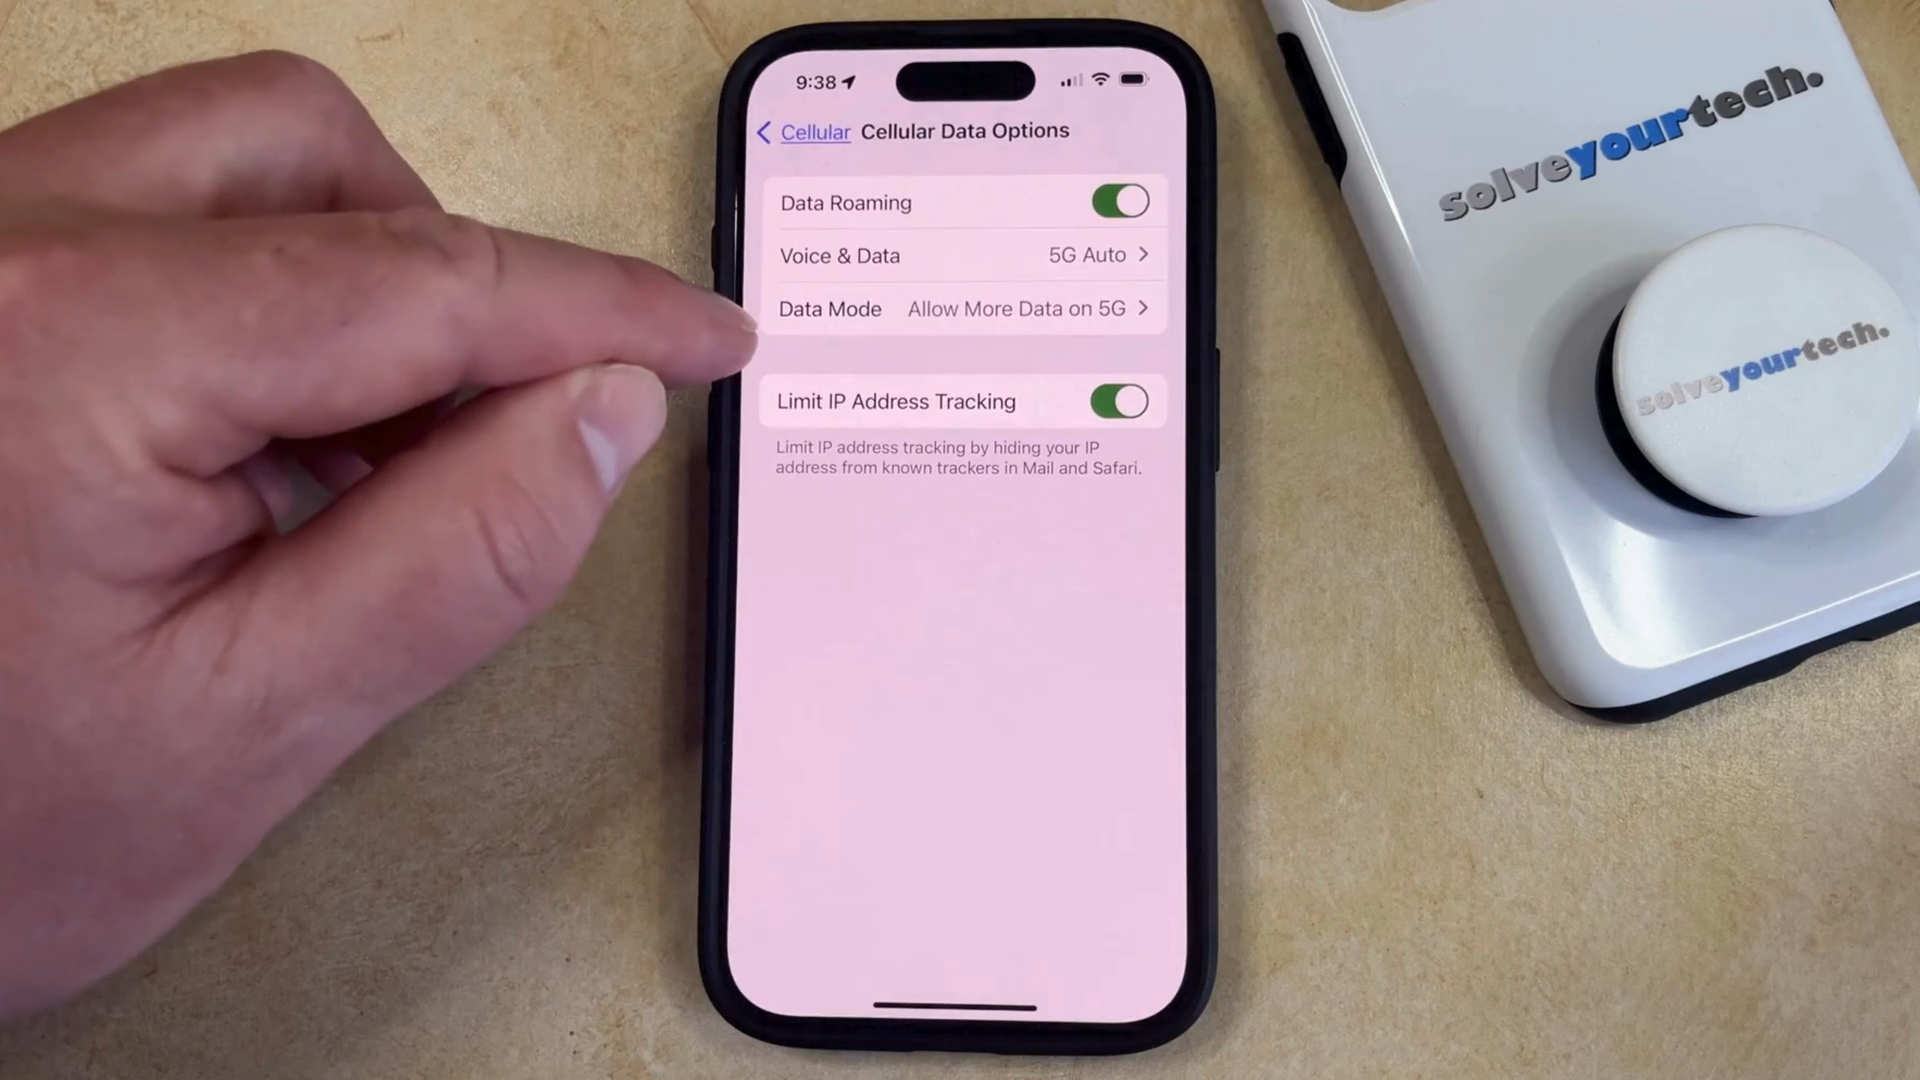 9:38
Cellular Cellular Data Options
Data Roaming
Voice & Data 5G Auto
Data Mode Allow More Data on 5G
Limit IP Address Tracking
Limit IP address tracking by hiding your IP
address from known trackers in Mail and Safari.
solveyourtech.
solveyourtech.